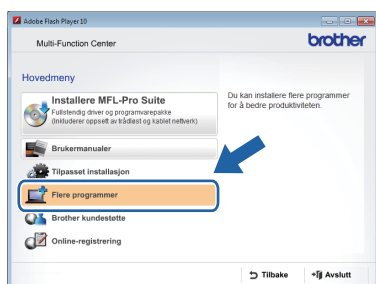 Adobe Flash Player 10
Multi-Function Center
brother
Hovedmeny
Installere MFL-Pro Suite
Fullstendig driver og programvarepakke
(Inkluderer oppsett av trådløst og kablet nettverk)
Brukermanualer
Tilpasset installasjon
Flere programmer
Brother kundestøtte
Online-registrering
Du kan installere flere programmer
for å bedre produktiviteten.
Tilbake
Avslutt